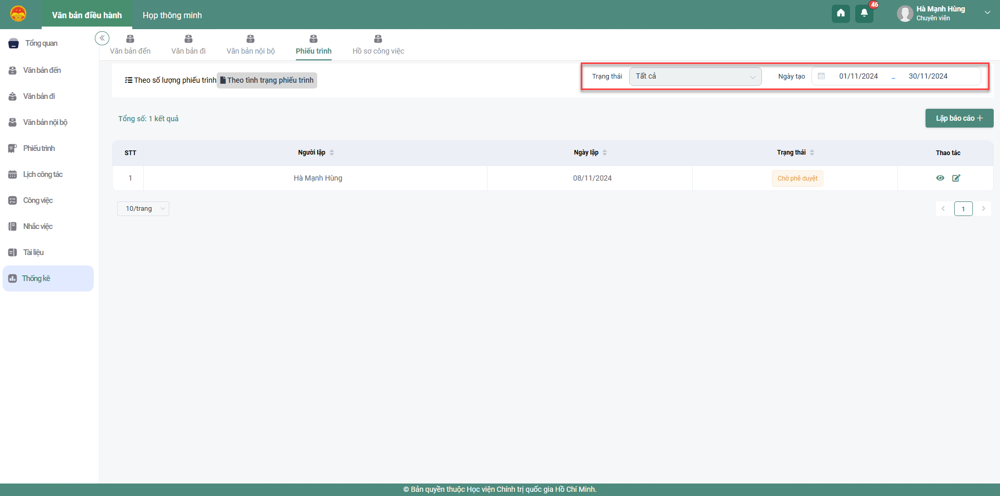 Văn bản điều hành
Họp thông minh
46
Hà Mạnh Hùng
Chuyên viên
Tổng quan
Văn bản đến
Văn bản đi
Văn bản nội bộ
Phiếu trình
Lịch công tác
Công việc
Nhắc việc
Tài liệu
Thống kê
Văn bản đến
Văn bản đi
Văn bản nội bộ
Phiếu trình
Hồ sơ công việc
Theo số lượng phiếu trình
Theo tình trạng phiếu trình
Trạng thái
Tất cả
Ngày tạo
01/11/2024 – 30/11/2024
Tổng số: 1 kết quả
Lập báo cáo
STT Người lập Ngày lập Trạng thái Thao tác
1 Hà Mạnh Hùng 08/11/2024 Chờ phê duyệt
10/trang
1
© Bản quyền thuộc Học viện Chính trị quốc gia Hồ Chí Minh.